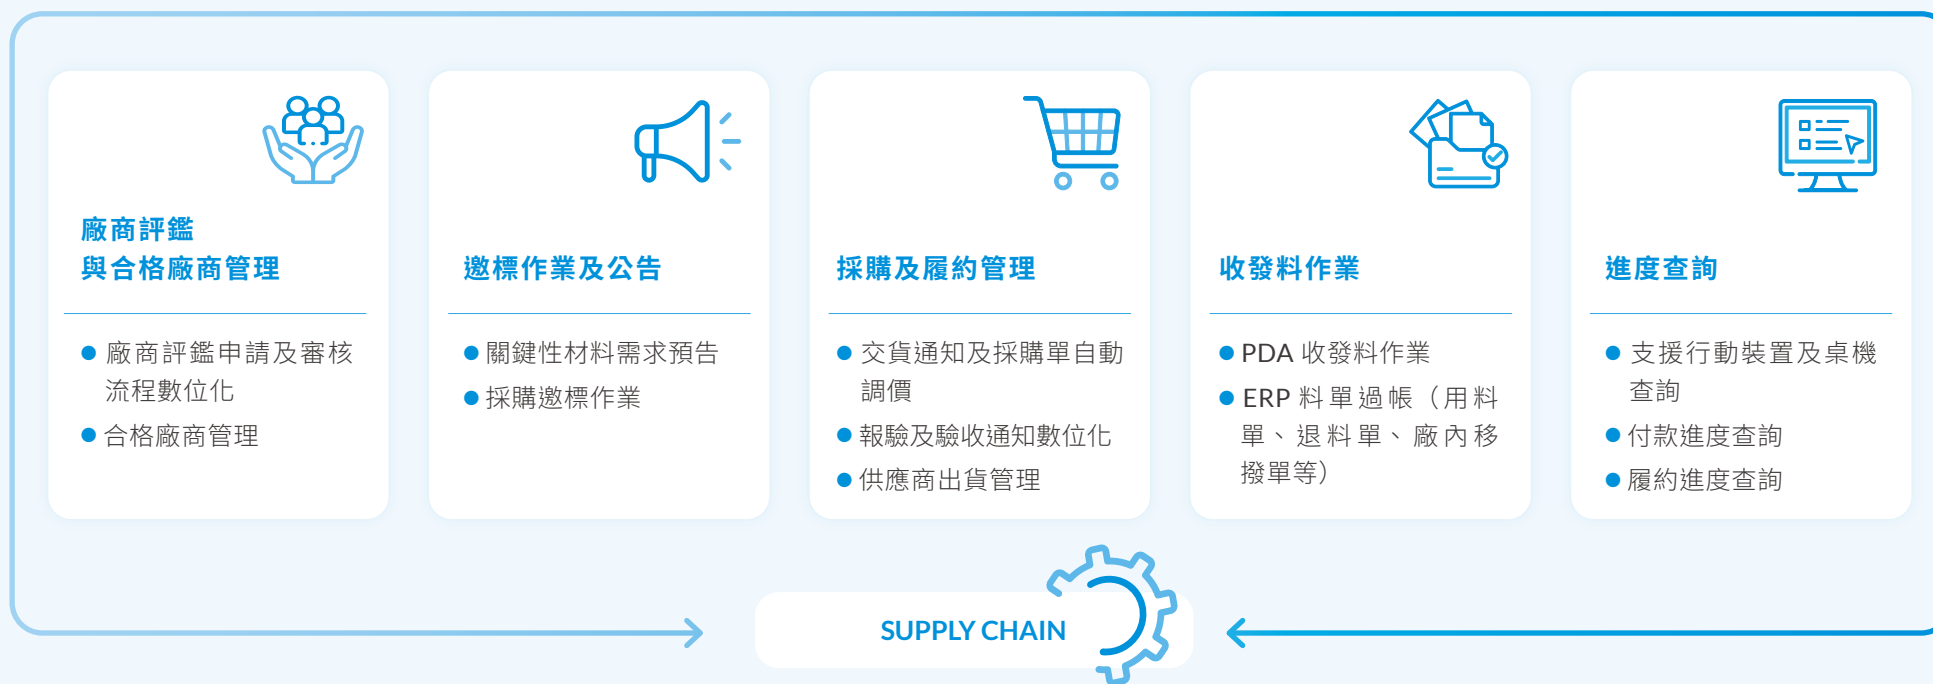 廠商評鑑
與合格廠商管理
● 廠商評鑑申請及審核
流程數位化
● 合格廠商管理
邀標作業及公告
● 關鍵性材料需求預告
● 採購邀標作業
採購及履約管理
● 交貨通知及採購單自動
調價
● 報驗及驗收通知數位化
● 供應商出貨管理
收發料作業
● PDA 收發料作業
● ERP 料單過帳（用料
單、退料單、廠內移
撥單等）
進度查詢
● 支援行動裝置及桌機
查詢
● 付款進度查詢
● 履約進度查詢
SUPPLY CHAIN